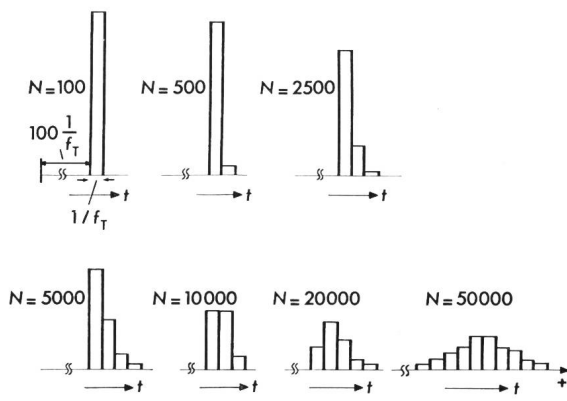 N=100
N=500
N=2500
100 1/f_T
t
t
t
1/f_T
N=5000
N=10000
N=20000
N=50000
t
t
t
t
+